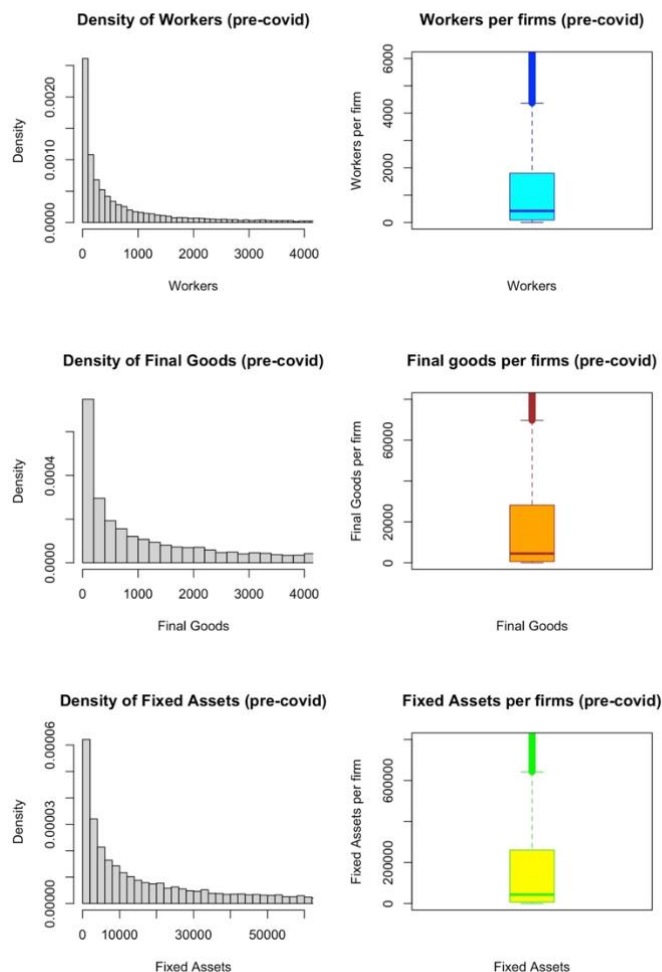 Density of Workers (pre-covid)
Density
0.0000
0.0010
0.0020
0
1000
2000
3000
4000
Workers
Workers per firms (pre-covid)
Workers per firm
0
2000
4000
6000
Workers
Density of Final Goods (pre-covid)
Density
0.0000
0.0004
0
1000
2000
3000
4000
Final Goods
Final goods per firms (pre-covid)
Final Goods per firm
0
20000
60000
Final Goods
Density of Fixed Assets (pre-covid)
Density
0.00000
0.00003
0.00006
0
10000
30000
50000
Fixed Assets
Fixed Assets per firms (pre-covid)
Fixed Assets per firm
0
200000
600000
Fixed Assets